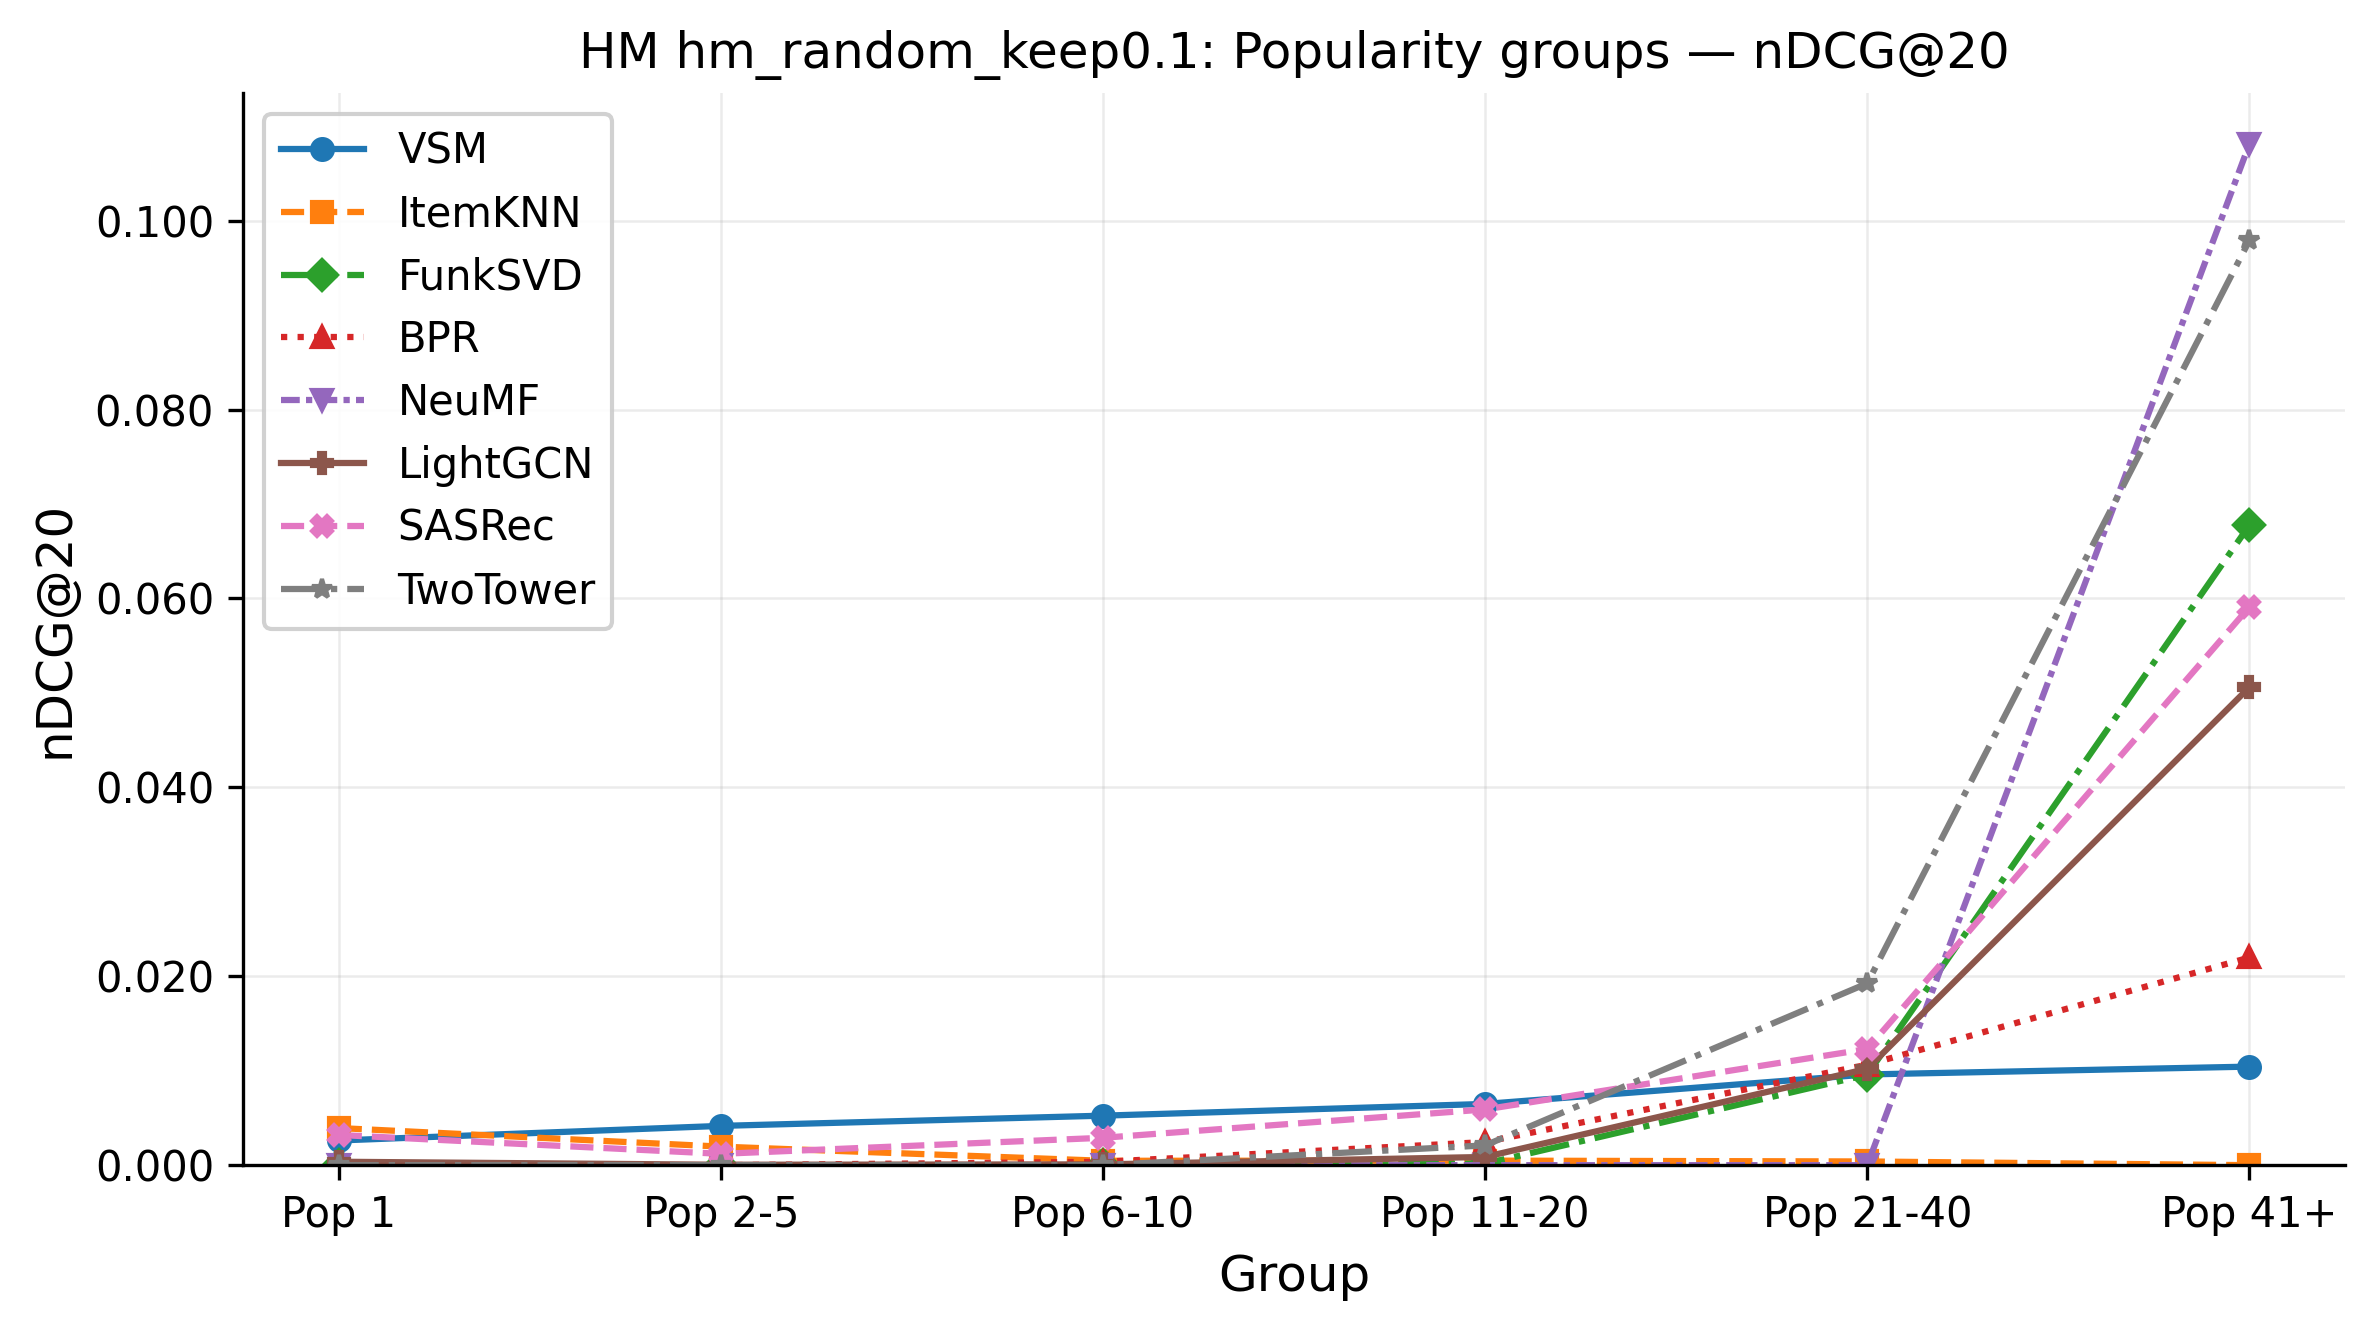 HM hm_random_keep0.1: Popularity groups — nDCG@20
VSM
ItemKNN
FunkSVD
BPR
NeuMF
LightGCN
SASRec
TwoTower
nDCG@20
0.100
0.080
0.060
0.040
0.020
0.000
Pop 1
Pop 2-5
Pop 6-10
Pop 11-20
Pop 21-40
Pop 41+
Group